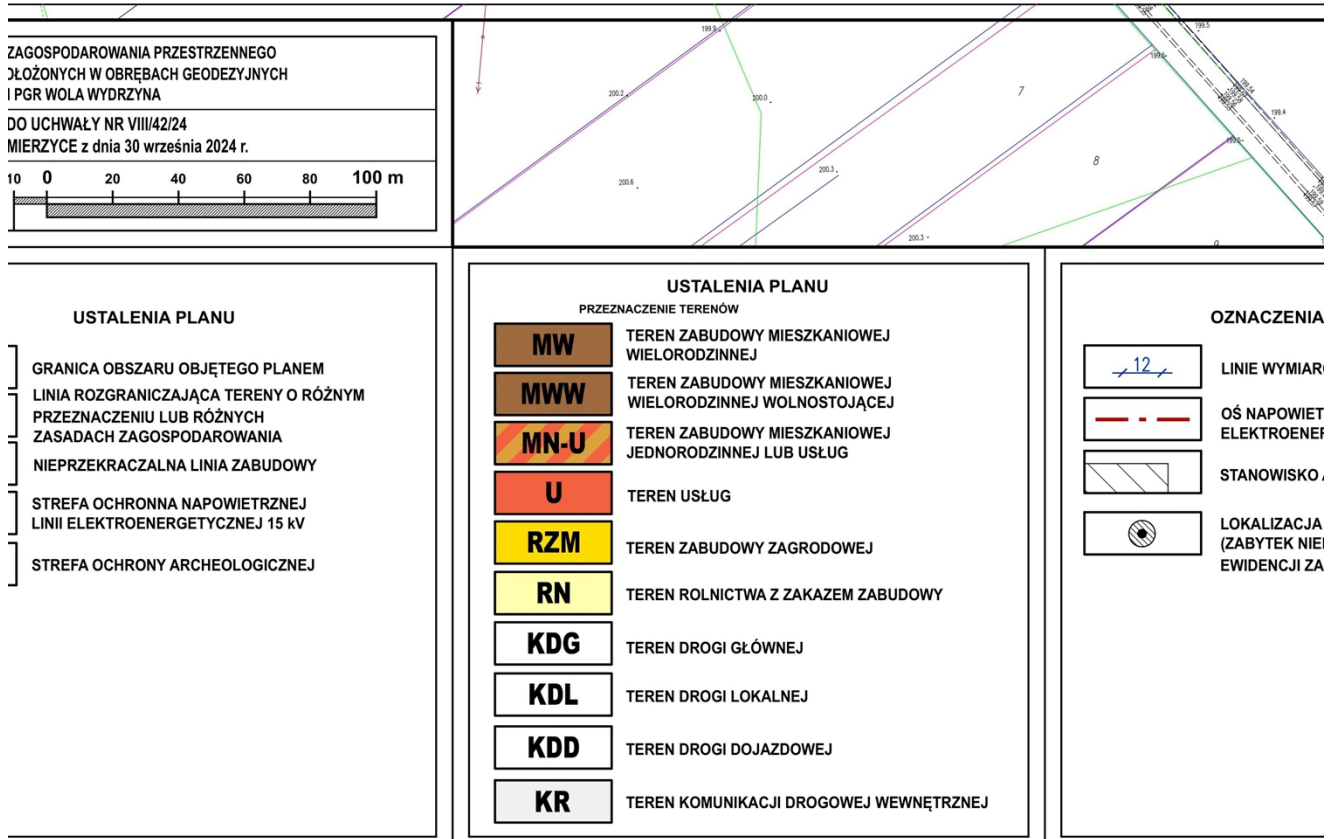 ZAGOSPODAROWANIA PRZESTRZENNEGO
OŁOŻONYCH W OBRĘBACH GEODEZYJNYCH
I PGR WOLA WYDRZYNA
DO UCHWAŁY NR VIII/42/24
MIERZYCE z dnia 30 września 2024 r.
10 0 20 40 60 80 100 m
199.9
200.2
200.0
200.6
200.3
200.3
7
8
9
199.5
199.5
199.54
199.4
199.5
USTALENIA PLANU
GRANICA OBSZARU OBJĘTEGO PLANEM
LINIA ROZGRANICZAJĄCA TERENY O RÓŻNYM
PRZEZNACZENIU LUB RÓŻNYCH
ZASADACH ZAGOSPODAROWANIA
NIEPRZEKRACZALNA LINIA ZABUDOWY
STREFA OCHRONNA NAPOWIETRZNEJ
LINII ELEKTROENERGETYCZNEJ 15 kV
STREFA OCHRONY ARCHEOLOGICZNEJ
USTALENIA PLANU
PRZEZNACZENIE TERENÓW
MW TEREN ZABUDOWY MIESZKANIOWEJ
WIELORODZINNEJ
MWW TEREN ZABUDOWY MIESZKANIOWEJ
WIELORODZINNEJ WOLNOSTOJĄCEJ
MN-U TEREN ZABUDOWY MIESZKANIOWEJ
JEDNORODZINNEJ LUB USŁUG
U TEREN USŁUG
RZM TEREN ZABUDOWY ZAGRODOWEJ
RN TEREN ROLNICTWA Z ZAKAZEM ZABUDOWY
KDG TEREN DROGI GŁÓWNEJ
KDL TEREN DROGI LOKALNEJ
KDD TEREN DROGI DOJAZDOWEJ
KR TEREN KOMUNIKACJI DROGOWEJ WEWNĘTRZNEJ
OZNACZENIA
12 LINIE WYMIARO
OŚ NAPOWIET
ELEKTROENER
STANOWISKO A
LOKALIZACJA
(ZABYTEK NIE
EWIDENCJI ZA